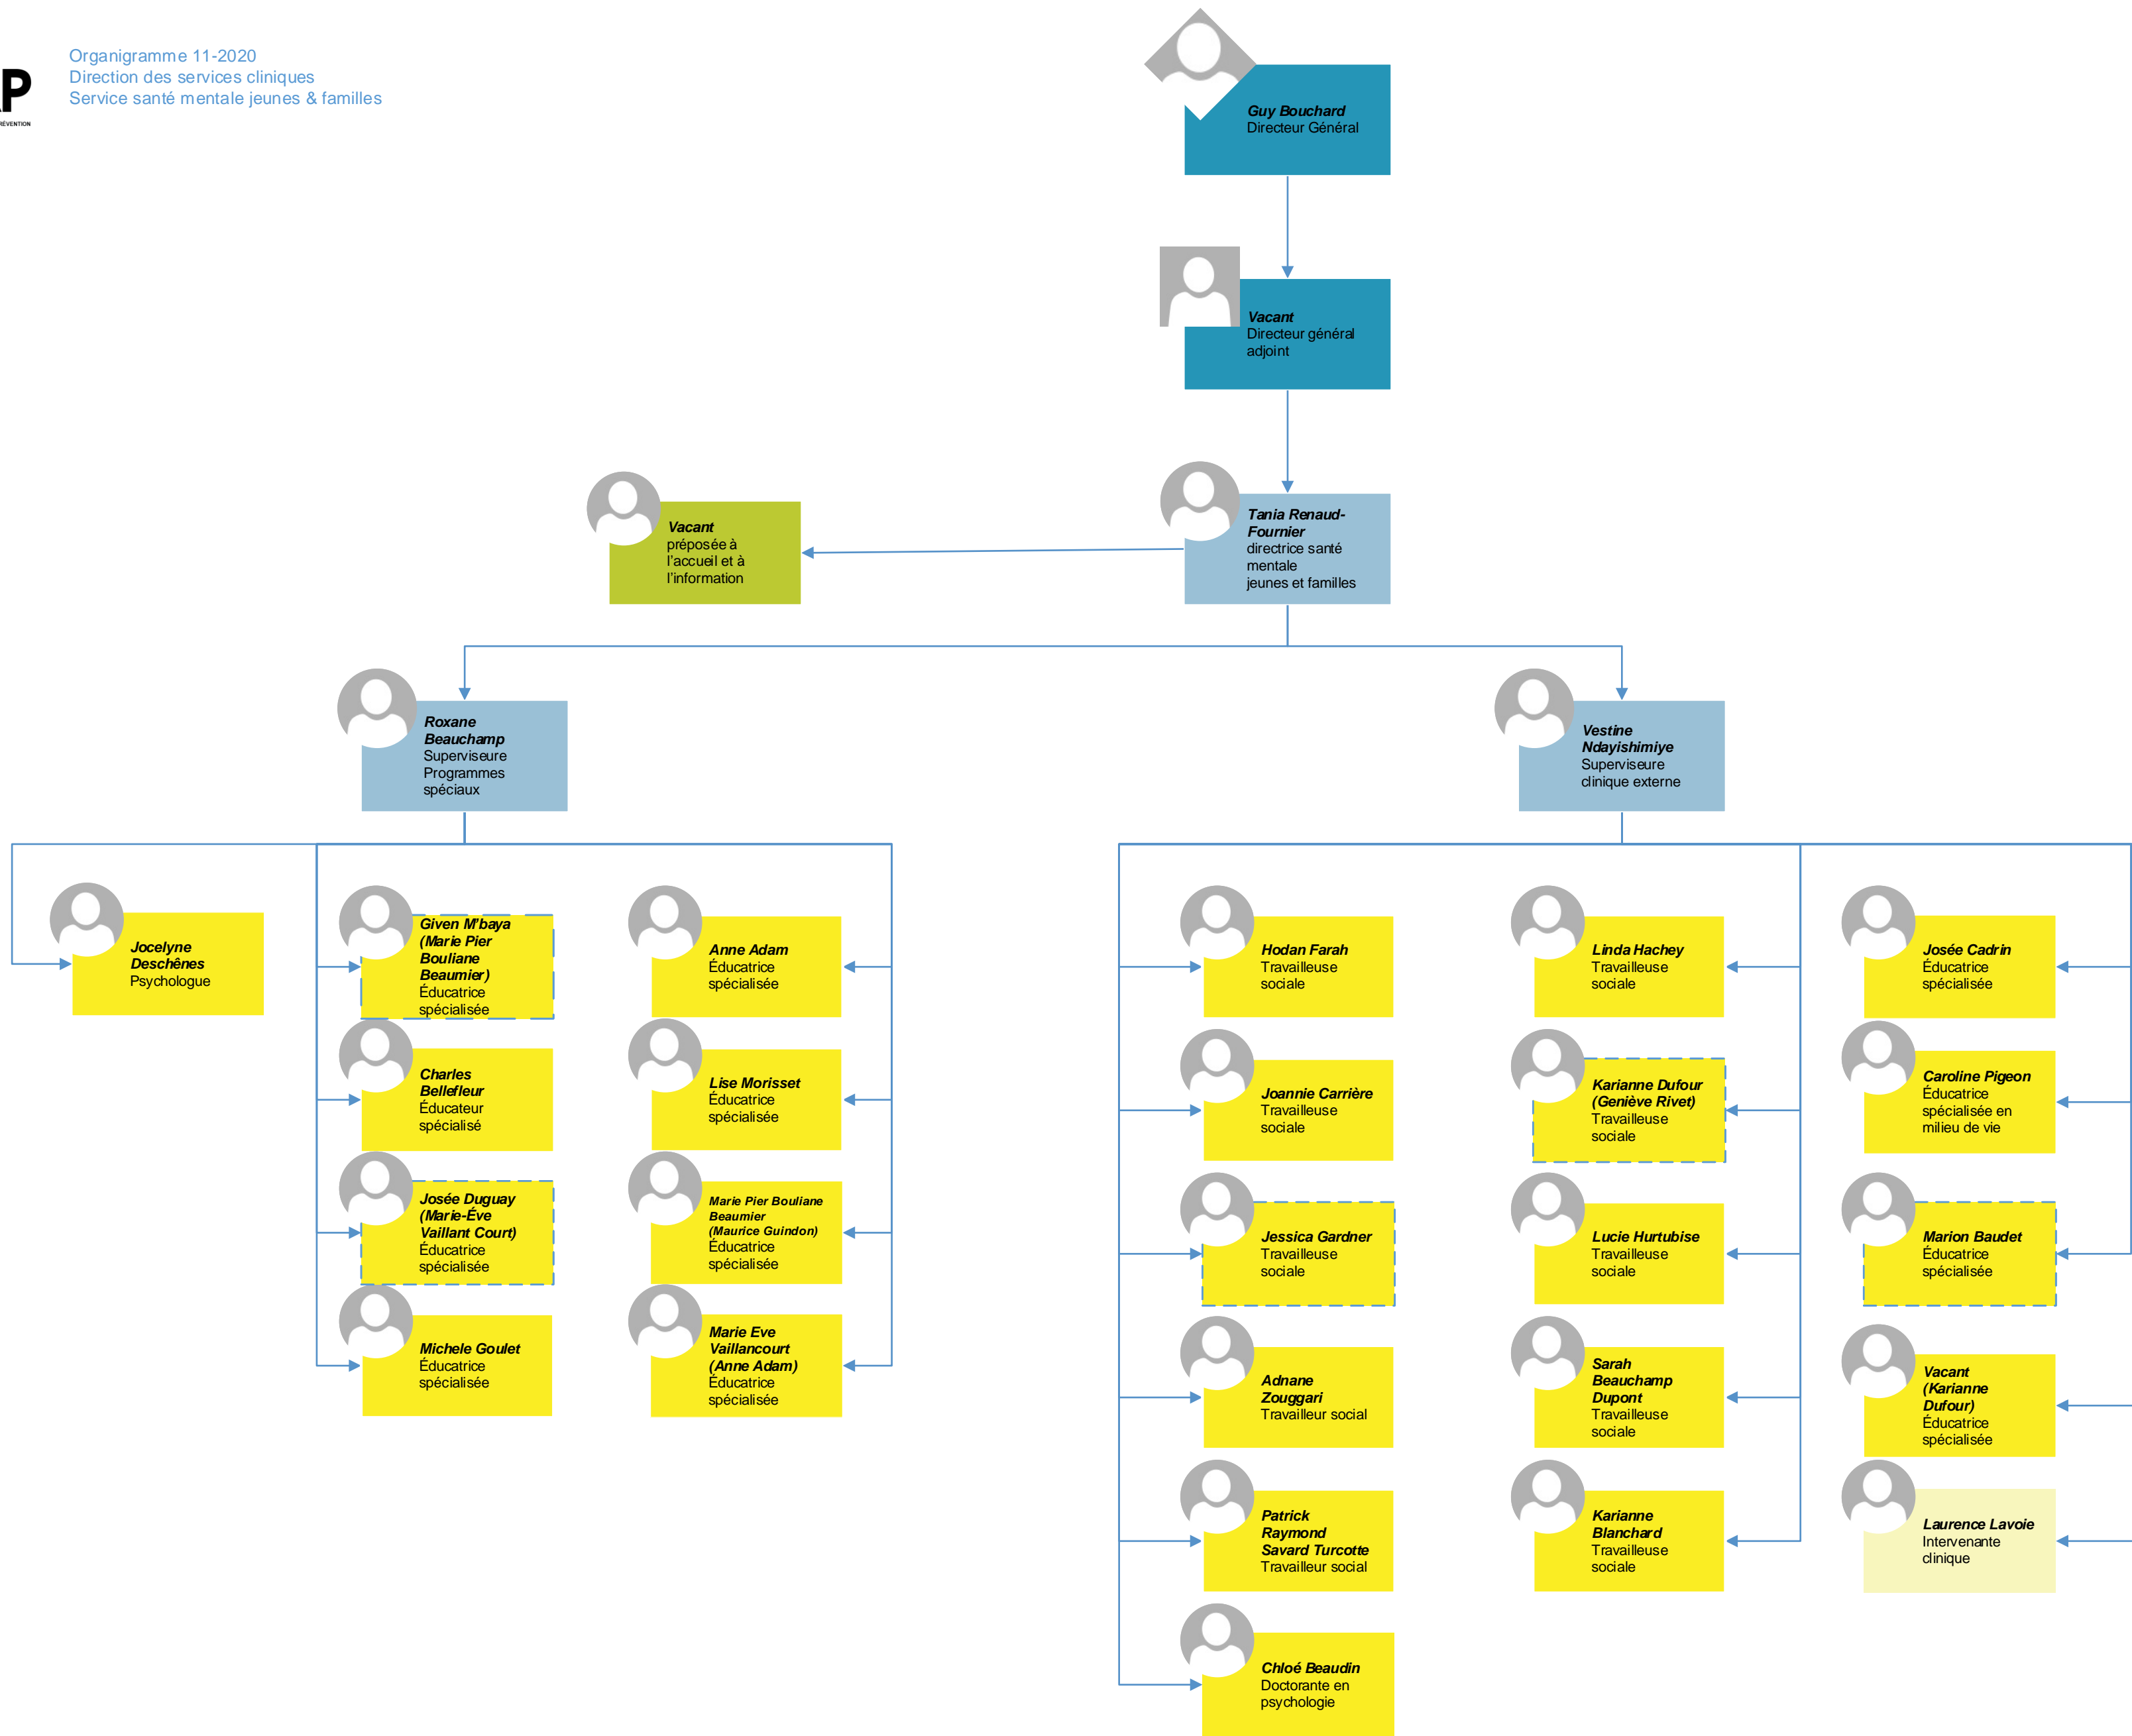 Organigramme 11-2020
Direction des services cliniques
Service santé mentale jeunes & familles
P
RÉVENTION
Guy Bouchard
Directeur Général
Vacant
Directeur général
adjoint
Vacant
préposée à
l'accueil et à
l'information
Tania Renaud-
Fournier
directrice santé
mentale
jeunes et familles
Roxane
Beauchamp
Superviseure
Programmes
spéciaux
Vestine
Ndayishimiye
Superviseure
clinique externe
Jocelyne
Deschênes
Psychologue
Given M'baya
(Marie Pier
Bouliane
Beaumier)
Éducatrice
spécialisée
Anne Adam
Éducatrice
spécialisée
Hodan Farah
Travailleuse
sociale
Linda Hachey
Travailleuse
sociale
Josée Cadrin
Éducatrice
spécialisée
Charles
Bellefleur
Éducateur
spécialisé
Lise Morisset
Éducatrice
spécialisée
Joannie Carrière
Travailleuse
sociale
Karianne Dufour
(Geniève Rivet)
Travailleuse
sociale
Caroline Pigeon
Éducatrice
spécialisée en
milieu de vie
Josée Duguay
(Marie-Éve
Vaillant Court)
Éducatrice
spécialisée
Marie Pier Bouliane
Beaumier
(Maurice Guindon)
Éducatrice
spécialisée
Jessica Gardner
Travailleuse
sociale
Lucie Hurtubise
Travailleuse
sociale
Marion Baudet
Éducatrice
spécialisée
Michele Goulet
Éducatrice
spécialisée
Marie Eve
Vaillancourt
(Anne Adam)
Éducatrice
spécialisée
Adnane
Zouggari
Travailleur social
Sarah
Beauchamp
Dupont
Travailleuse
sociale
Vacant
(Karianne
Dufour)
Éducatrice
spécialisée
Patrick
Raymond
Savard Turcotte
Travailleur social
Karianne
Blanchard
Travailleuse
sociale
Laurence Lavoie
Intervenante
clinique
Chloé Beaudin
Doctorante en
psychologie